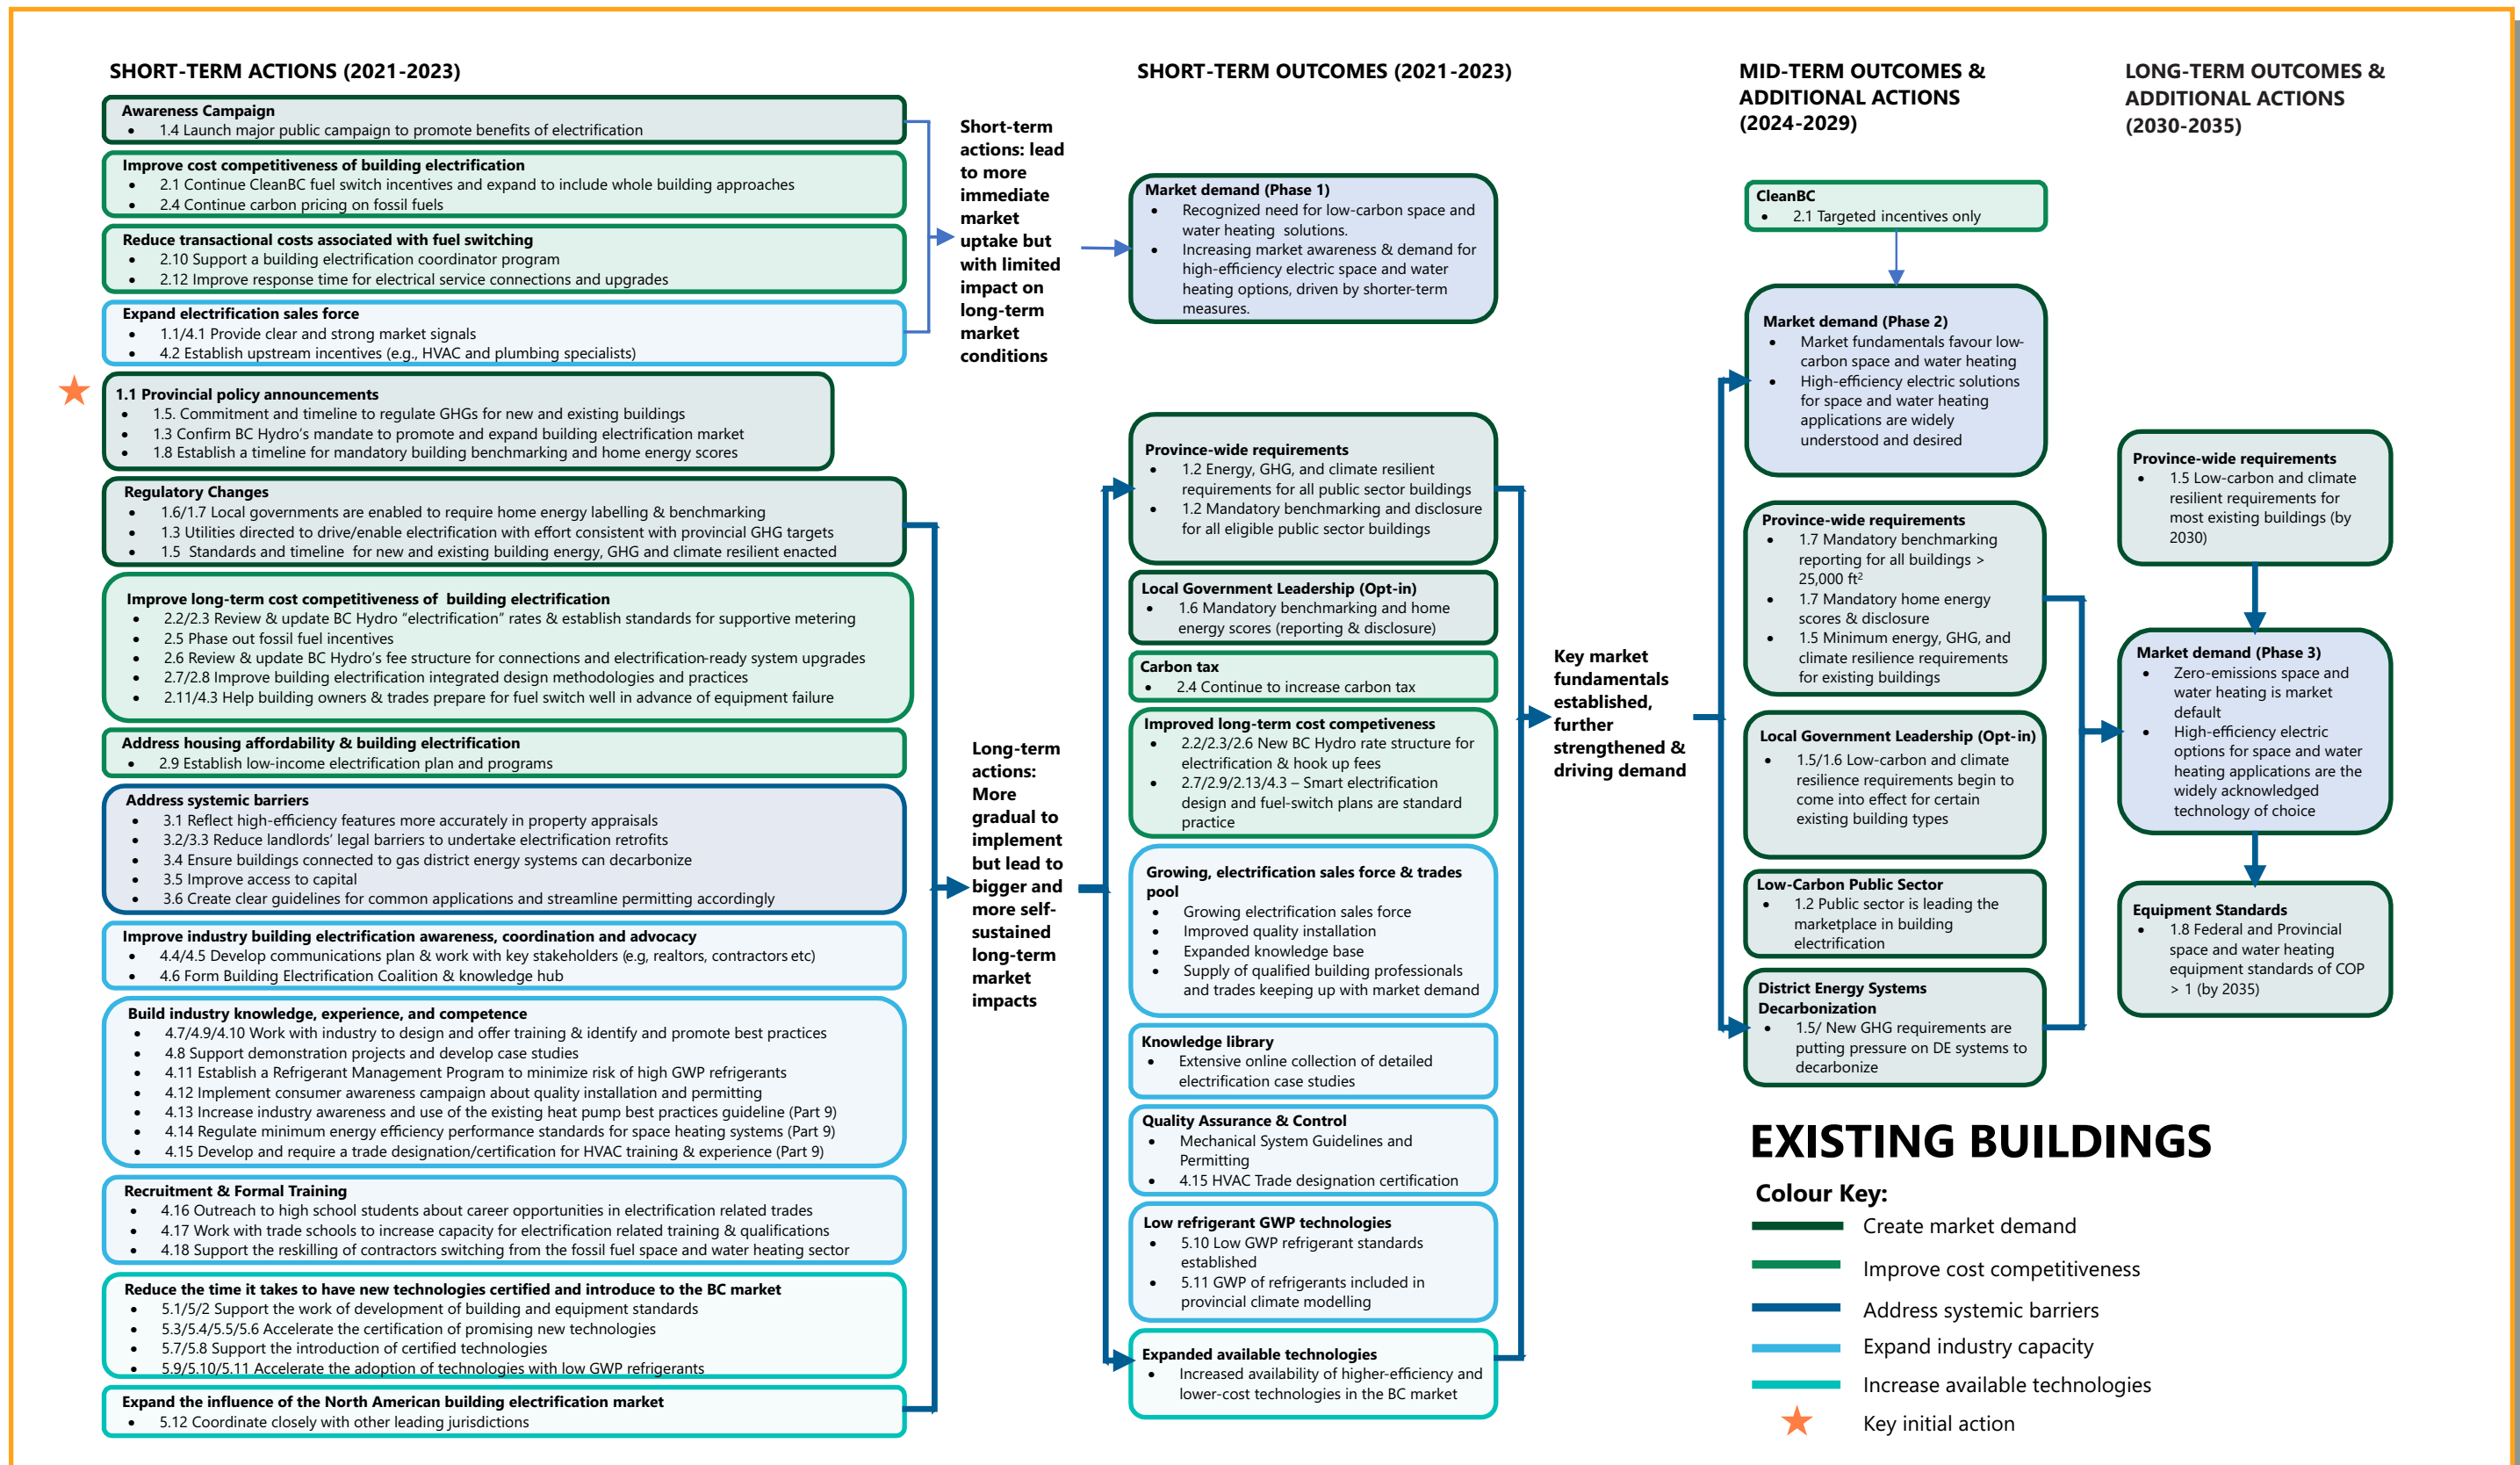 SHORT-TERM ACTIONS (2021-2023)
Awareness Campaign
• 1.4 Launch major public campaign to promote benefits of electrification
Improve cost competitiveness of building electrification
• 2.1 Continue CleanBC fuel switch incentives and expand to include whole building approaches
• 2.4 Continue carbon pricing on fossil fuels
Reduce transactional costs associated with fuel switching
• 2.10 Support a building electrification coordinator program
• 2.12 Improve response time for electrical service connections and upgrades
Expand electrification sales force
• 1.1/4.1 Provide clear and strong market signals
• 4.2 Establish upstream incentives (e.g., HVAC and plumbing specialists)
1.1 Provincial policy announcements
• 1.5. Commitment and timeline to regulate GHGs for new and existing buildings
• 1.3 Confirm BC Hydro's mandate to promote and expand building electrification market
• 1.8 Establish a timeline for mandatory building benchmarking and home energy scores
Regulatory Changes
• 1.6/1.7 Local governments are enabled to require home energy labelling & benchmarking
• 1.3 Utilities directed to drive/enable electrification with effort consistent with provincial GHG targets
• 1.5 Standards and timeline for new and existing building energy, GHG and climate resilient enacted
Improve long-term cost competitiveness of building electrification
• 2.2/2.3 Review & update BC Hydro "electrification" rates & establish standards for supportive metering
• 2.5 Phase out fossil fuel incentives
• 2.6 Review & update BC Hydro's fee structure for connections and electrification-ready system upgrades
• 2.7/2.8 Improve building electrification integrated design methodologies and practices
• 2.11/4.3 Help building owners & trades prepare for fuel switch well in advance of equipment failure
Address housing affordability & building electrification
• 2.9 Establish low-income electrification plan and programs
Address systemic barriers
• 3.1 Reflect high-efficiency features more accurately in property appraisals
• 3.2/3.3 Reduce landlords' legal barriers to undertake electrification retrofits
• 3.4 Ensure buildings connected to gas district energy systems can decarbonize
• 3.5 Improve access to capital
• 3.6 Create clear guidelines for common applications and streamline permitting accordingly
Improve industry building electrification awareness, coordination and advocacy
• 4.4/4.5 Develop communications plan & work with key stakeholders (e.g, realtors, contractors etc)
• 4.6 Form Building Electrification Coalition & knowledge hub
Build industry knowledge, experience, and competence
• 4.7/4.9/4.10 Work with industry to design and offer training & identify and promote best practices
• 4.8 Support demonstration projects and develop case studies
• 4.11 Establish a Refrigerant Management Program to minimize risk of high GWP refrigerants
• 4.12 Implement consumer awareness campaign about quality installation and permitting
• 4.13 Increase industry awareness and use of the existing heat pump best practices guideline (Part 9)
• 4.14 Regulate minimum energy efficiency performance standards for space heating systems (Part 9)
• 4.15 Develop and require a trade designation/certification for HVAC training & experience (Part 9)
Recruitment & Formal Training
• 4.16 Outreach to high school students about career opportunities in electrification related trades
• 4.17 Work with trade schools to increase capacity for electrification related training & qualifications
• 4.18 Support the reskilling of contractors switching from the fossil fuel space and water heating sector
Reduce the time it takes to have new technologies certified and introduce to the BC market
• 5.1/5/2 Support the work of development of building and equipment standards
• 5.3/5.4/5.5/5.6 Accelerate the certification of promising new technologies
• 5.7/5.8 Support the introduction of certified technologies
• 5.9/5.10/5.11 Accelerate the adoption of technologies with low GWP refrigerants
Expand the influence of the North American building electrification market
• 5.12 Coordinate closely with other leading jurisdictions
Short-term
actions: lead
to more
immediate
market
uptake but
with limited
impact on
long-term
market
conditions
Long-term
actions:
More
gradual to
implement
but lead to
bigger and
more self-
sustained
long-term
market
impacts
SHORT-TERM OUTCOMES (2021-2023)
Market demand (Phase 1)
• Recognized need for low-carbon space and
water heating solutions.
• Increasing market awareness & demand for
high-efficiency electric space and water
heating options, driven by shorter-term
measures.
Province-wide requirements
• 1.2 Energy, GHG, and climate resilient
requirements for all public sector buildings
• 1.2 Mandatory benchmarking and disclosure
for all eligible public sector buildings
Local Government Leadership (Opt-in)
• 1.6 Mandatory benchmarking and home
energy scores (reporting & disclosure)
Carbon tax
• 2.4 Continue to increase carbon tax
Improved long-term cost competiveness
• 2.2/2.3/2.6 New BC Hydro rate structure for
electrification & hook up fees
• 2.7/2.9/2.13/4.3 – Smart electrification
design and fuel-switch plans are standard
practice
Growing, electrification sales force & trades
pool
• Growing electrification sales force
• Improved quality installation
• Expanded knowledge base
• Supply of qualified building professionals
and trades keeping up with market demand
Knowledge library
• Extensive online collection of detailed
electrification case studies
Quality Assurance & Control
• Mechanical System Guidelines and
Permitting
• 4.15 HVAC Trade designation certification
Low refrigerant GWP technologies
• 5.10 Low GWP refrigerant standards
established
• 5.11 GWP of refrigerants included in
provincial climate modelling
Expanded available technologies
• Increased availability of higher-efficiency and
lower-cost technologies in the BC market
Key market
fundamentals
established,
further
strengthened &
driving demand
MID-TERM OUTCOMES &
ADDITIONAL ACTIONS
(2024-2029)
CleanBC
• 2.1 Targeted incentives only
Market demand (Phase 2)
• Market fundamentals favour low-
carbon space and water heating
• High-efficiency electric solutions
for space and water heating
applications are widely
understood and desired
Province-wide requirements
• 1.7 Mandatory benchmarking
reporting for all buildings >
25,000 ft²
• 1.7 Mandatory home energy
scores & disclosure
• 1.5 Minimum energy, GHG, and
climate resilience requirements
for existing buildings
Local Government Leadership (Opt-in)
• 1.5/1.6 Low-carbon and climate
resilience requirements begin to
come into effect for certain
existing building types
Low-Carbon Public Sector
• 1.2 Public sector is leading the
marketplace in building
electrification
District Energy Systems
Decarbonization
• 1.5/ New GHG requirements are
putting pressure on DE systems to
decarbonize
LONG-TERM OUTCOMES &
ADDITIONAL ACTIONS
(2030-2035)
Province-wide requirements
• 1.5 Low-carbon and climate
resilient requirements for
most existing buildings (by
2030)
Market demand (Phase 3)
• Zero-emissions space and
water heating is market
default
• High-efficiency electric
options for space and water
heating applications are the
widely acknowledged
technology of choice
Equipment Standards
• 1.8 Federal and Provincial
space and water heating
equipment standards of COP
> 1 (by 2035)
EXISTING BUILDINGS
Colour Key:
Create market demand
Improve cost competitiveness
Address systemic barriers
Expand industry capacity
Increase available technologies
Key initial action